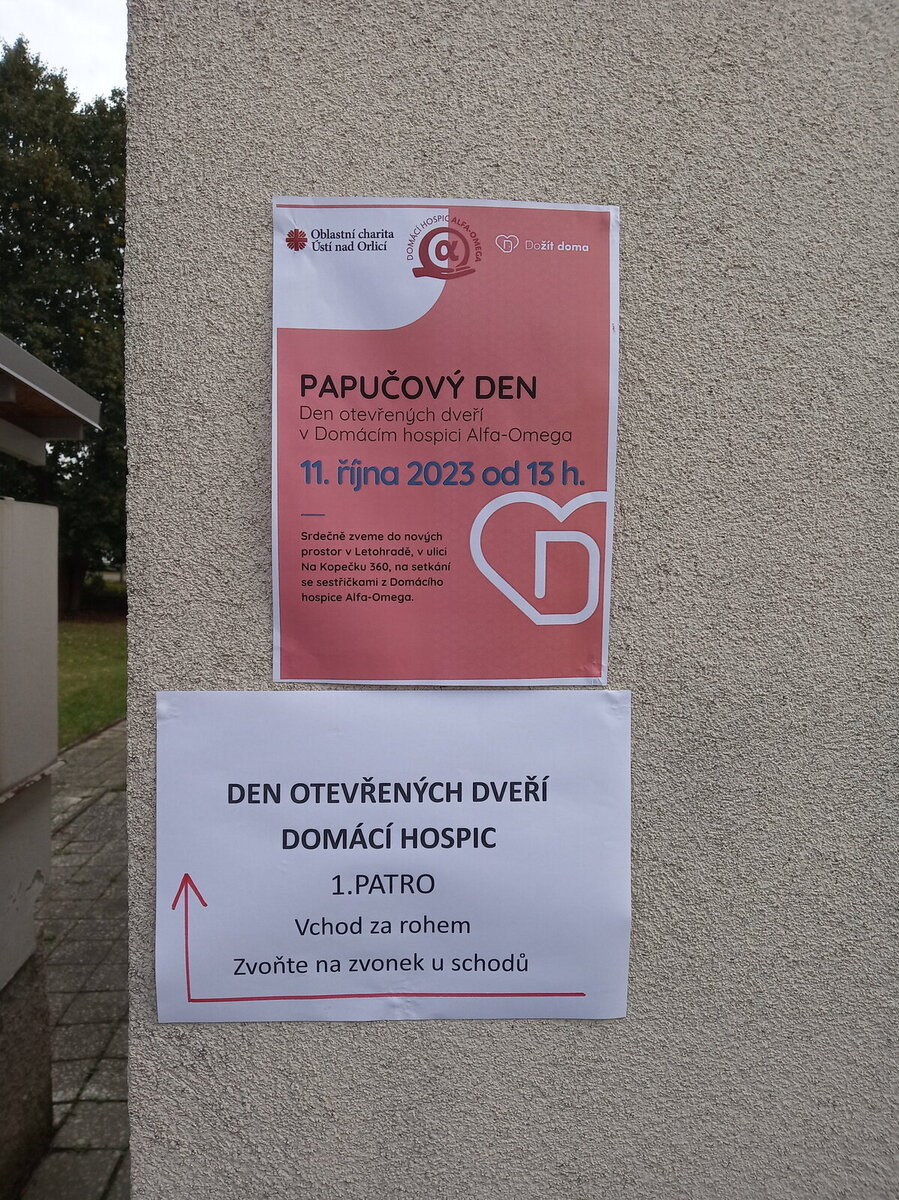 Oblastní charita
Ústí nad Orlicí
DOMÁCÍ HOSPIC ALFA-OMEGA
α
Dožít doma
PAPUČOVÝ DEN
Den otevřených dveří
v Domácím hospici Alfa-Omega
11. října 2023 od 13 h.
Srdečně zveme do nových
prostor v Letohradě, v ulici
Na Kopečku 360, na setkání
se sestřičkami z Domácího
hospice Alfa-Omega.
DEN OTEVŘENÝCH DVEŘÍ
DOMÁCÍ HOSPIC
1.PATRO
Vchod za rohem
Zvoňte na zvonek u schodů